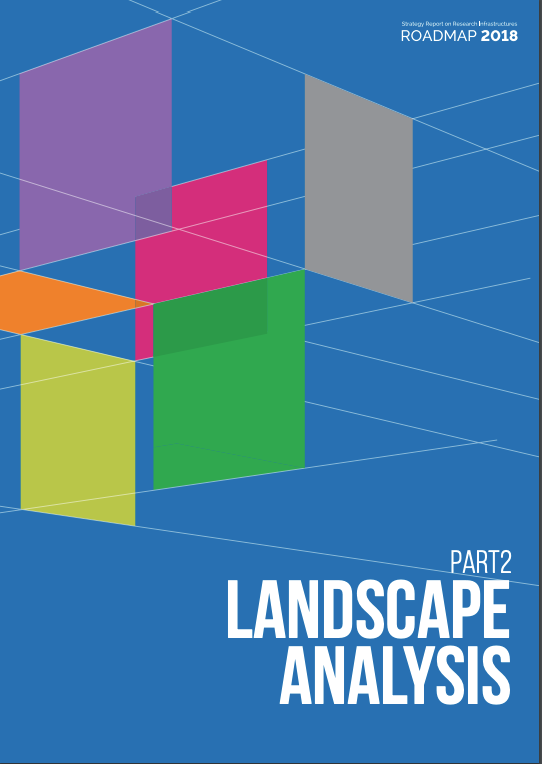 Strategy Report on Research Infrastructures
ROADMAP 2018
PART2
LANDSCAPE
ANALYSIS